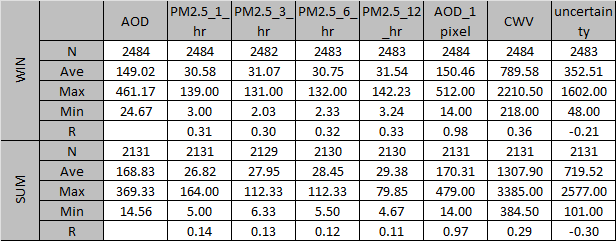 AOD PM2.5_1_hr PM2.5_3_hr PM2.5_6_hr PM2.5_12_hr AOD_1 pixel CWV uncertainty
WIN
N 2484 2484 2482 2483 2483 2484 2484 2483
Ave 149.02 30.58 31.07 30.75 31.54 150.46 789.58 352.51
Max 461.17 139.00 131.00 132.00 142.23 512.00 2210.50 1602.00
Min 24.67 3.00 2.03 2.33 3.24 14.00 218.00 48.00
R 0.31 0.30 0.32 0.33 0.98 0.36 -0.21
SUM
N 2131 2131 2129 2130 2130 2131 2131 2131
Ave 168.83 26.82 27.95 28.45 29.38 170.31 1307.90 719.52
Max 369.33 164.00 112.33 112.33 79.85 479.00 3385.00 2577.00
Min 14.56 5.00 6.33 5.50 4.67 14.00 384.50 101.00
R 0.14 0.13 0.12 0.11 0.97 0.29 -0.30